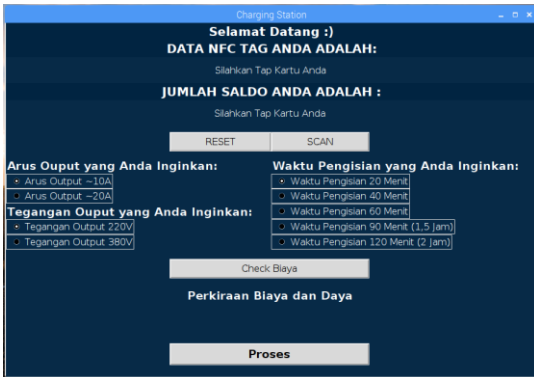 Charging Station
Selamat Datang :)
DATA NFC TAG ANDA ADALAH:
Silahkan Tap Kartu Anda
JUMLAH SALDO ANDA ADALAH :
Silahkan Tap Kartu Anda
RESET SCAN
Arus Ouput yang Anda Inginkan:
Arus Output ~10A
Arus Output ~20A
Tegangan Ouput yang Anda Inginkan:
Tegangan Output 220V
Tegangan Output 380V
Waktu Pengisian yang Anda Inginkan:
Waktu Pengisian 20 Menit
Waktu Pengisian 40 Menit
Waktu Pengisian 60 Menit
Waktu Pengisian 90 Menit (1,5 Jam)
Waktu Pengisian 120 Menit (2 Jam)
Check Biaya
Perkiraan Biaya dan Daya
Proses